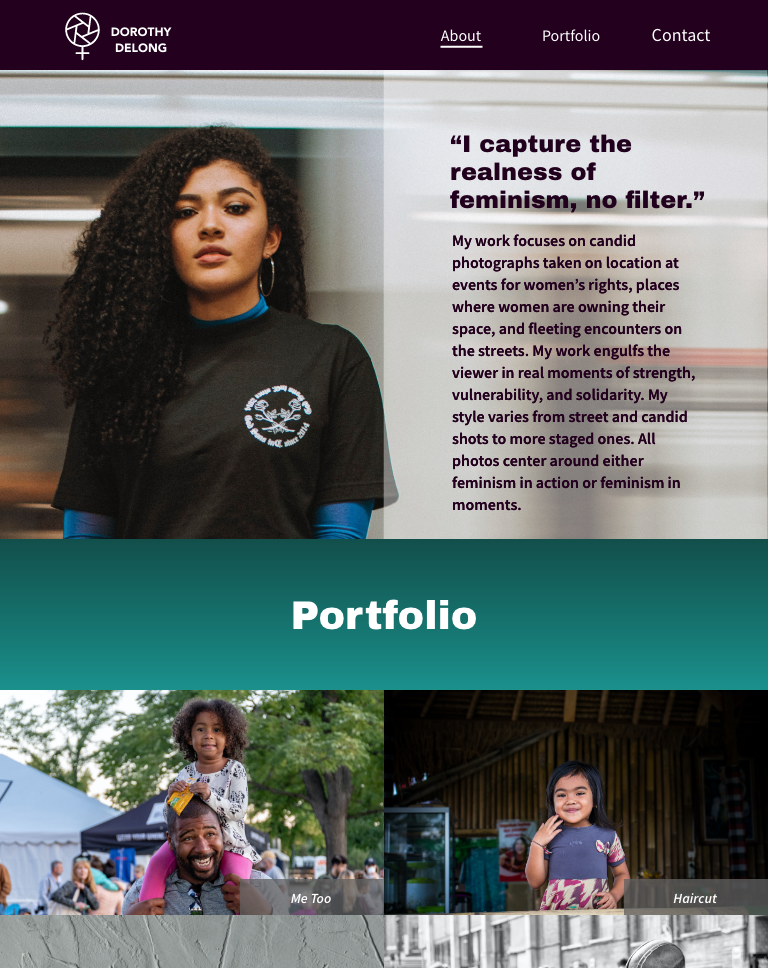 DOROTHY
DELONG
About
Portfolio
Contact
“I capture the
realness of
feminism, no filter.”
My work focuses on candid
photographs taken on location at
events for women’s rights, places
where women are owning their
space, and fleeting encounters on
the streets. My work engulfs the
viewer in real moments of strength,
vulnerability, and solidarity. My
style varies from street and candid
shots to more staged ones. All
photos center around either
feminism in action or feminism in
moments.
Portfolio
Me Too
Haircut